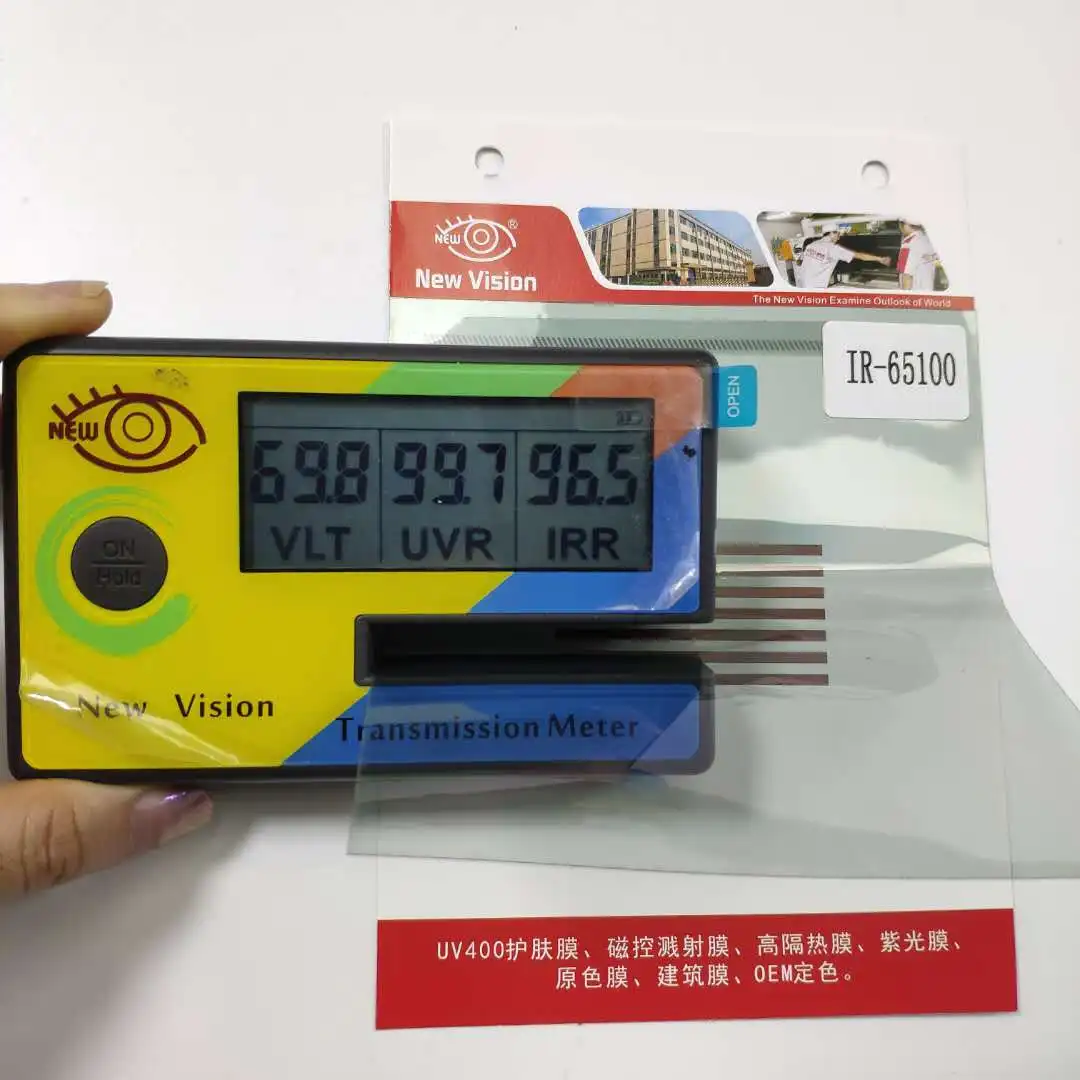 NEW
®
New Vision
The New Vision Examine Outlook of World
IR-65100
OPEN
NEW
69.8 99.7 96.5
VLT UVR IRR
ON
Hold
New Vision
Transmission Meter
UV400护肤膜、磁控溅射膜、高隔热膜、紫光膜、
原色膜、建筑膜、OEM定色。